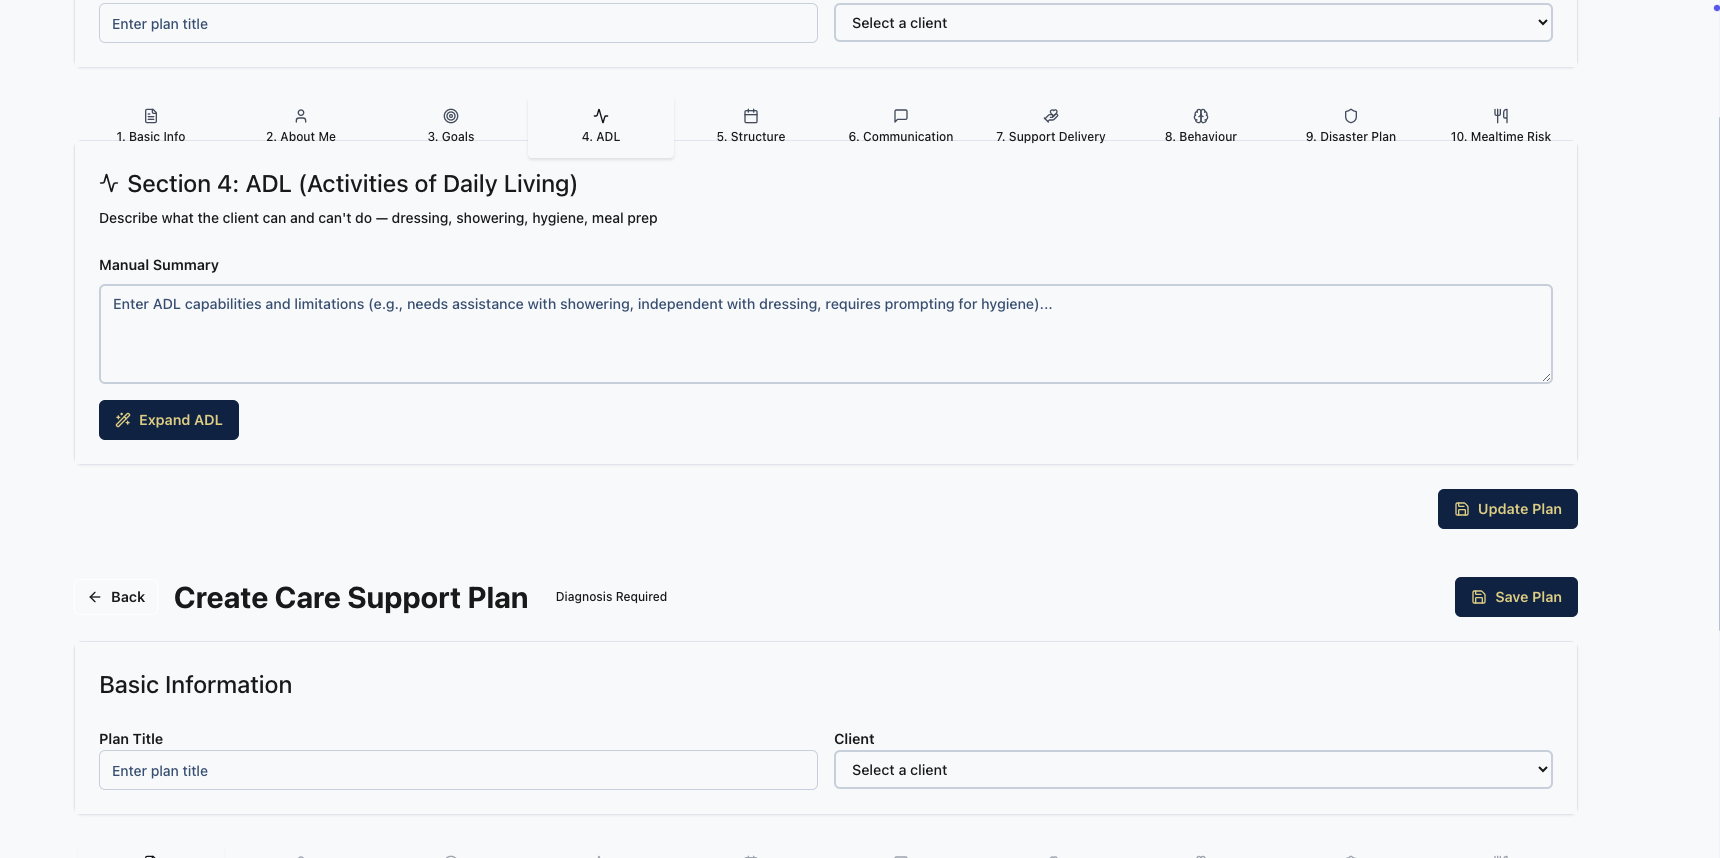 Enter plan title
Select a client
1. Basic Info
2. About Me
3. Goals
4. ADL
5. Structure
6. Communication
7. Support Delivery
8. Behaviour
9. Disaster Plan
10. Mealtime Risk
Section 4: ADL (Activities of Daily Living)
Describe what the client can and can't do — dressing, showering, hygiene, meal prep
Manual Summary
Enter ADL capabilities and limitations (e.g., needs assistance with showering, independent with dressing, requires prompting for hygiene)...
Expand ADL
Update Plan
Back
Create Care Support Plan
Diagnosis Required
Save Plan
Basic Information
Plan Title
Client
Enter plan title
Select a client